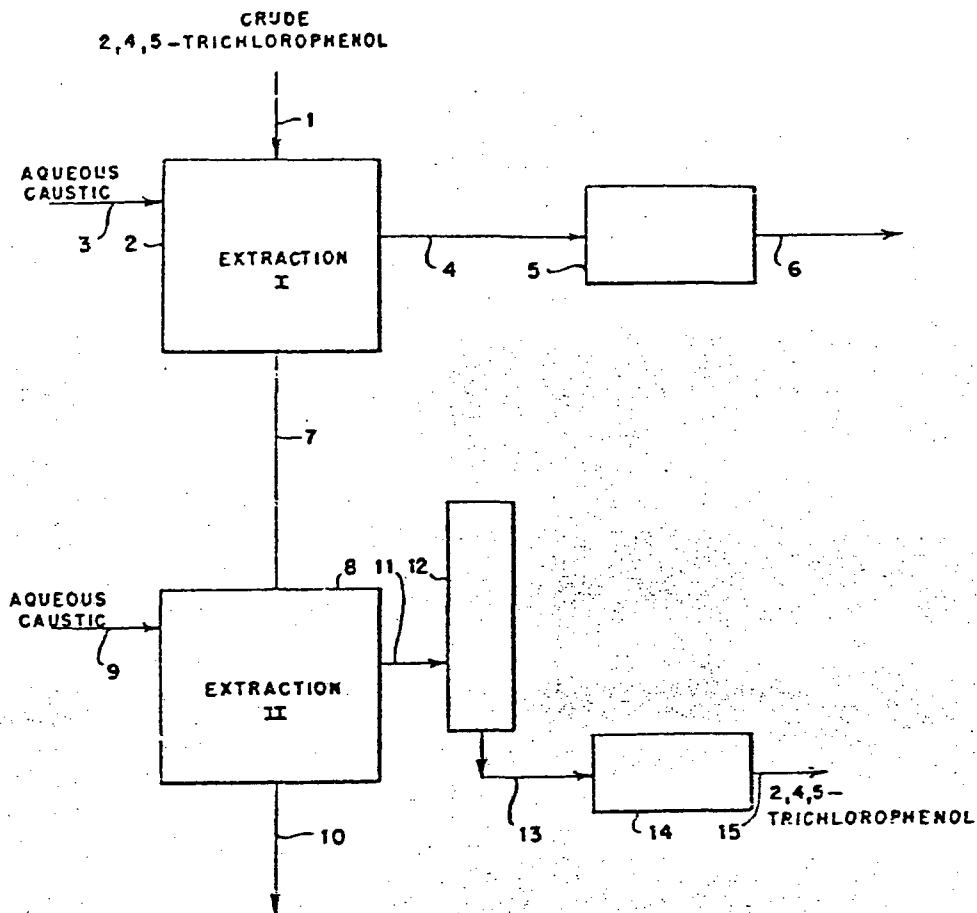 CRUDE
2,4,5-TRICHLOROPHENOL
1
AQUEOUS
CAUSTIC
3
2
EXTRACTION
I
4
5
6
7
8
11
12
AQUEOUS
CAUSTIC
9
EXTRACTION
II
10
13
14
15
2,4,5-
TRICHLOROPHENOL